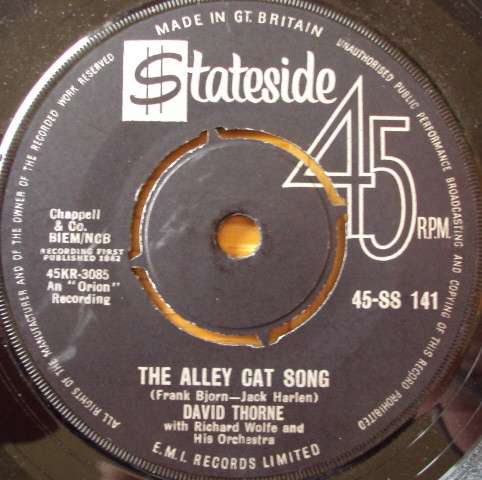 MADE IN GT. BRITAIN
$tateside
45
R.P.M.
Chappell
& Co.
BIEM/NCB
RECORDING FIRST
PUBLISHED 1962
45KR-3085
An "Orion"
Recording
45-SS 141
THE ALLEY CAT SONG
(Frank Bjorn—Jack Harlen)
DAVID THORNE
with Richard Wolfe and
His Orchestra
E.M.I. RECORDS LIMITED
ALL RIGHTS OF THE MANUFACTURER AND OF THE OWNER OF THE RECORDED WORK RESERVED
UNAUTHORISED PUBLIC PERFORMANCE BROADCASTING AND COPYING OF THIS RECORD PROHIBITED